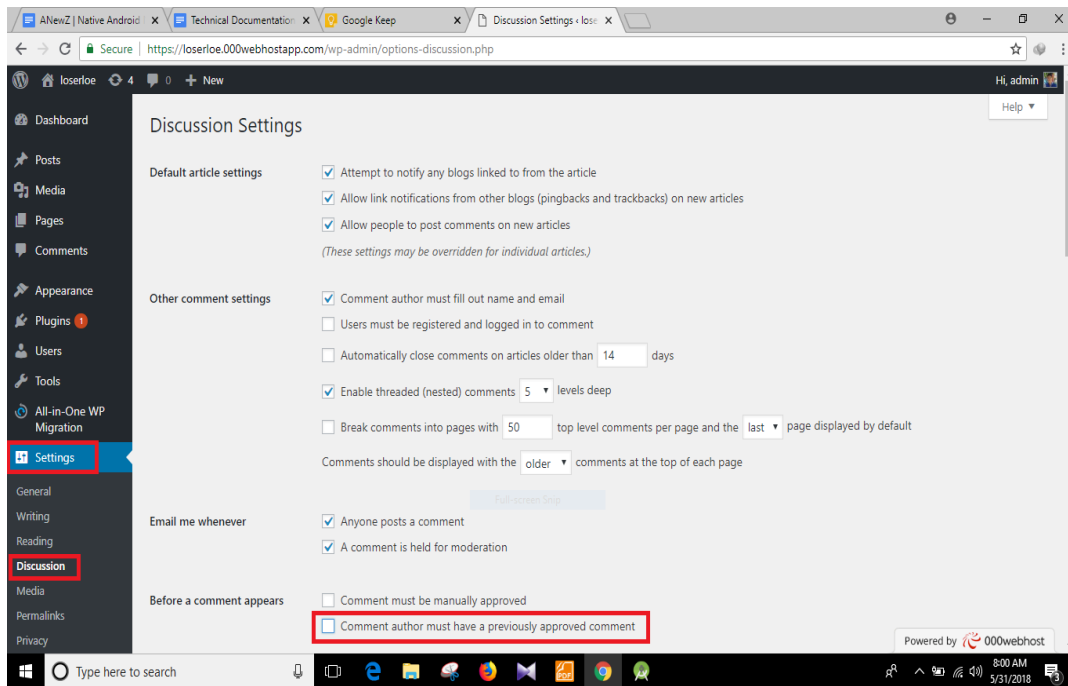 ANewZ | Native Android
Technical Documentation
Google Keep
Discussion Settings ‹ lose
Secure
https://loserloe.000webhostapp.com/wp-admin/options-discussion.php
loserloe 4 0 + New
Hi, admin
Help
Dashboard
Posts
Media
Pages
Comments
Appearance
Plugins 1
Users
Tools
All-in-One WP
Migration
Settings
General
Writing
Reading
Discussion
Media
Permalinks
Privacy
Discussion Settings
Default article settings
Attempt to notify any blogs linked to from the article
Allow link notifications from other blogs (pingbacks and trackbacks) on new articles
Allow people to post comments on new articles
(These settings may be overridden for individual articles.)
Other comment settings
Comment author must fill out name and email
Users must be registered and logged in to comment
Automatically close comments on articles older than 14 days
Enable threaded (nested) comments 5 levels deep
Break comments into pages with 50 top level comments per page and the last page displayed by default
Comments should be displayed with the older comments at the top of each page
Full-screen Snip
Email me whenever
Anyone posts a comment
A comment is held for moderation
Before a comment appears
Comment must be manually approved
Comment author must have a previously approved comment
Powered by 000webhost
Type here to search
PDF
8:00 AM
5/31/2018
3